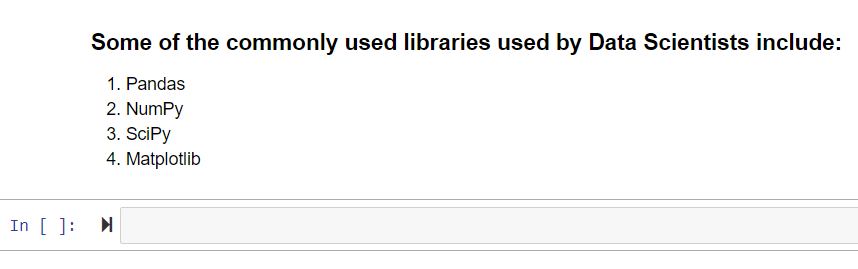 Some of the commonly used libraries used by Data Scientists include:
1. Pandas
2. NumPy
3. SciPy
4. Matplotlib
In [ ]: